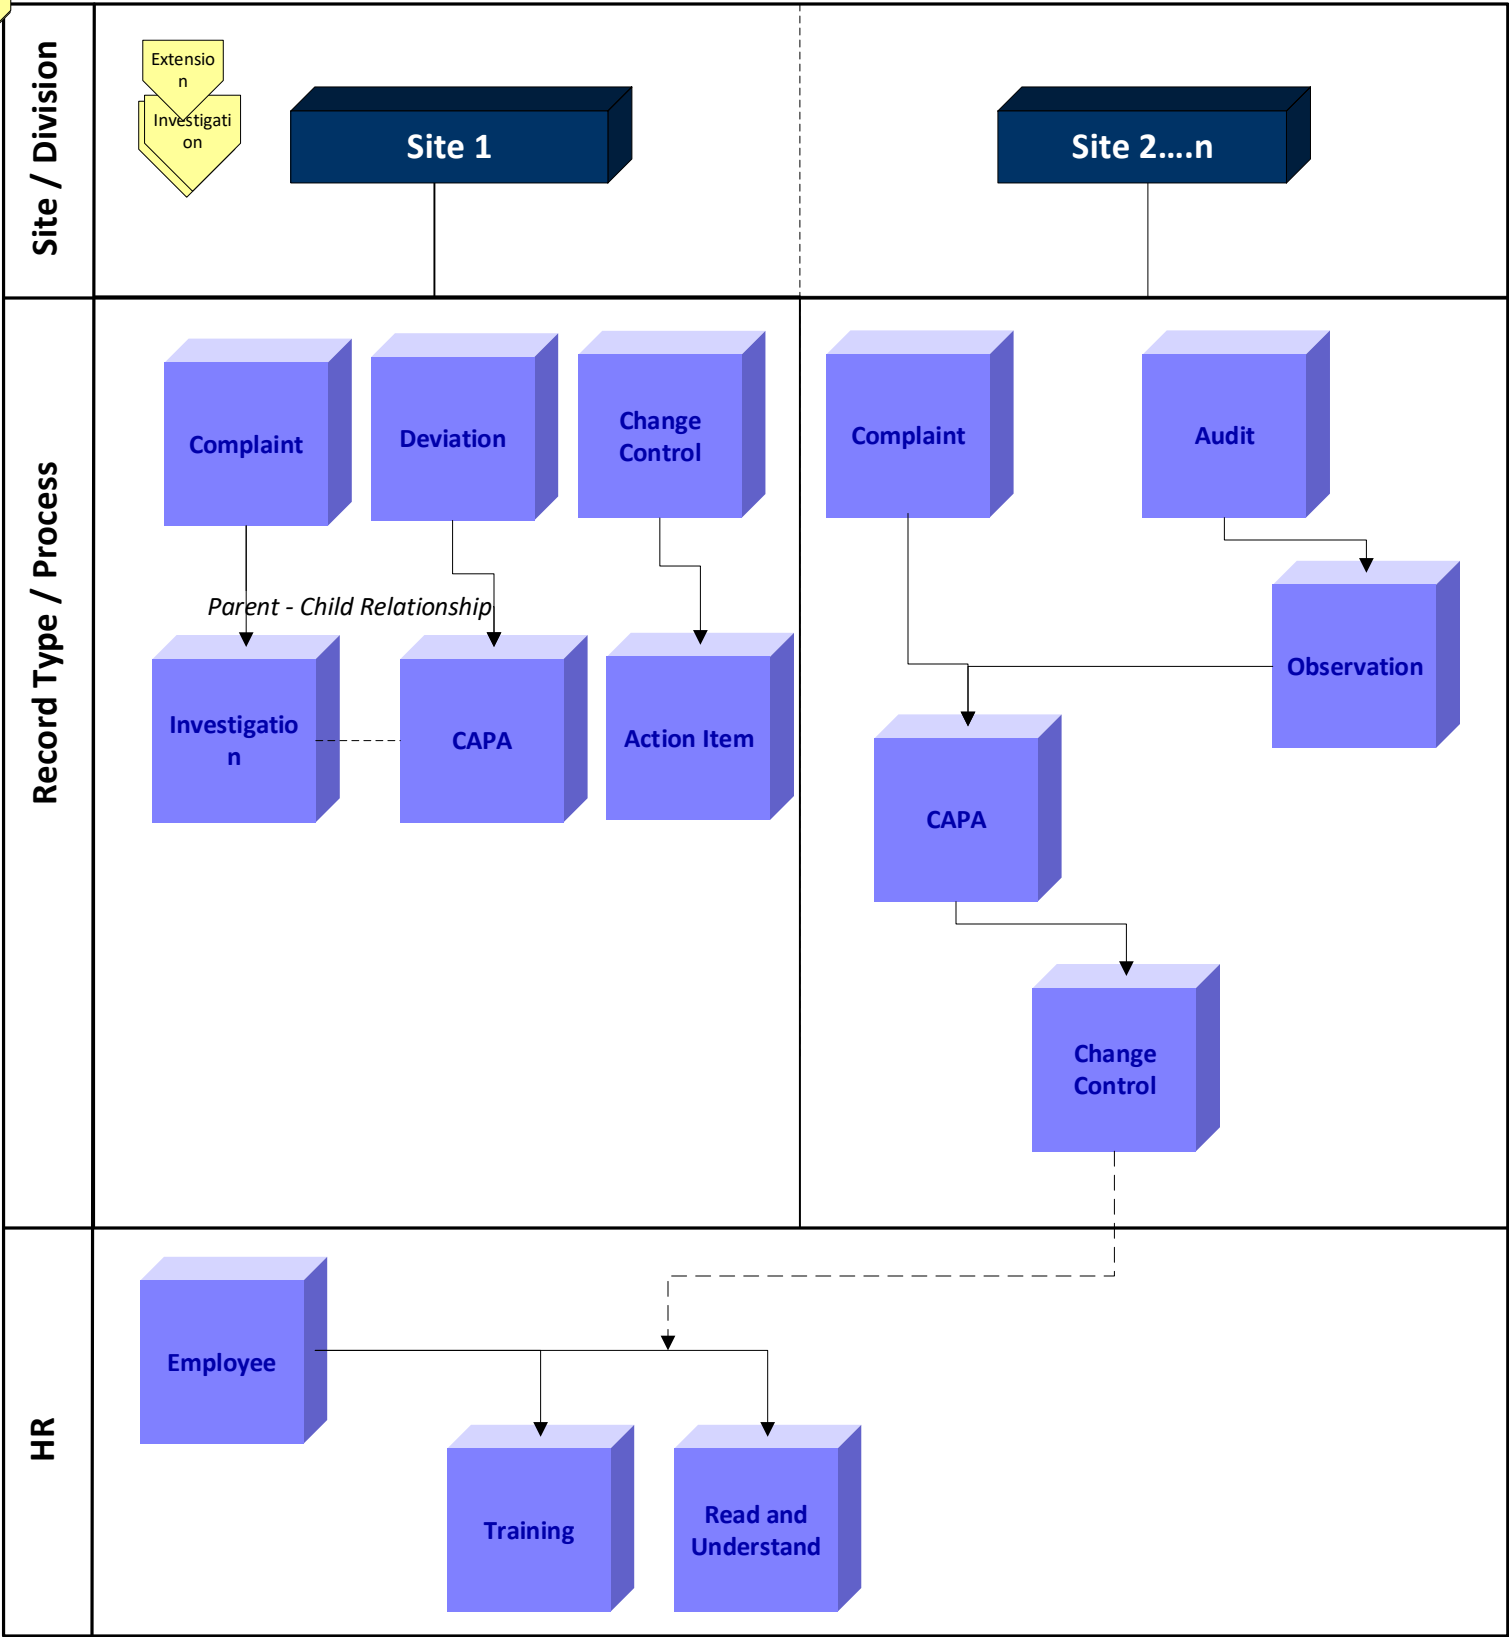 Site / Division
Extensio
n
Investigati
on
Site 1
Site 2....n
Record Type / Process
Complaint
Deviation
Change
Control
Complaint
Audit
Parent - Child Relationship
Investigatio
n
CAPA
Action Item
Observation
CAPA
Change
Control
HR
Employee
Training
Read and
Understand